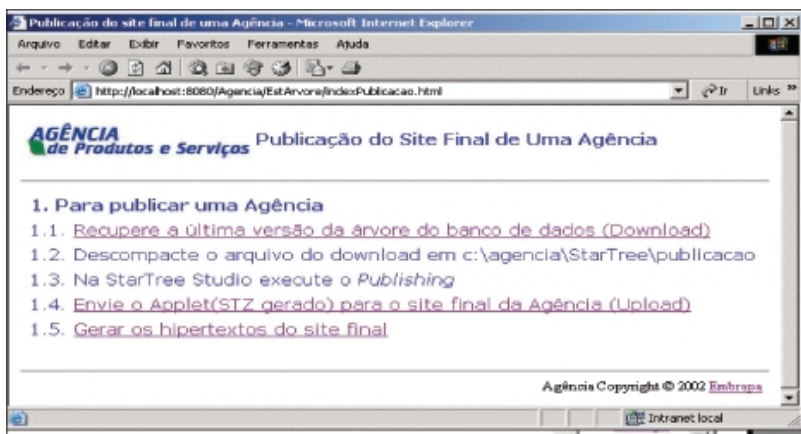 Publicação do site final de uma Agência - Microsoft Internet Explorer
Arquivo Editar Exibir Favoritos Ferramentas Ajuda
Endereço http://localhost:8080/Agencia/EstArvore/indexPublicacao.html Ir Links »
AGÊNCIA
de Produtos e Serviços
Publicação do Site Final de Uma Agência
1. Para publicar uma Agência
1.1. Recupere a última versão da árvore do banco de dados (Download)
1.2. Descompacte o arquivo do download em c:\agencia\StarTree\publicacao
1.3. Na StarTree Studio execute o Publishing
1.4. Envie o Applet(STZ gerado) para o site final da Agência (Upload)
1.5. Gerar os hipertextos do site final
Agência Copyright © 2002 Embrapa
Intranet local